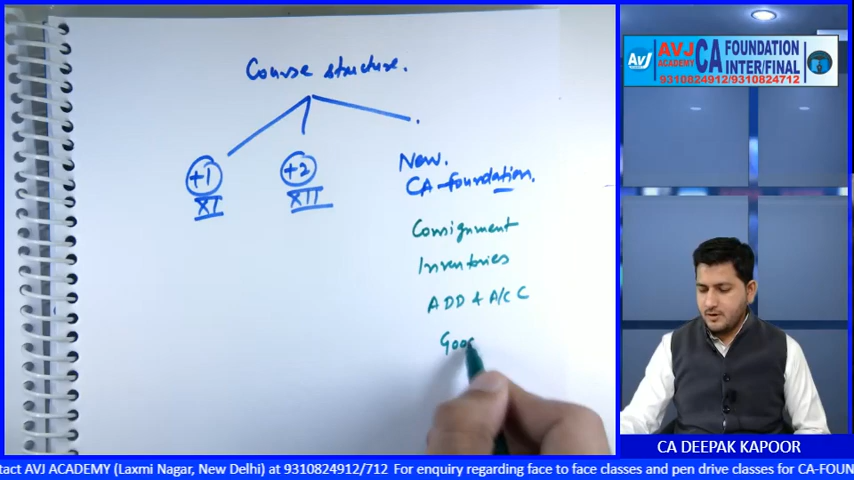 Course structure.
+1
XI
+2
XII
New.
CA-foundation.
Consignment
Inventories
ADD & A/C C
Good
AVJ
ACADEMY
CA
FOUNDATION
INTER/FINAL
9310824912/9310824712
AVJ
CA DEEPAK KAPOOR
tact AVJ ACADEMY (Laxmi Nagar, New Delhi) at 9310824912/712 For enquiry regarding face to face classes and pen drive classes for CA-FOUN